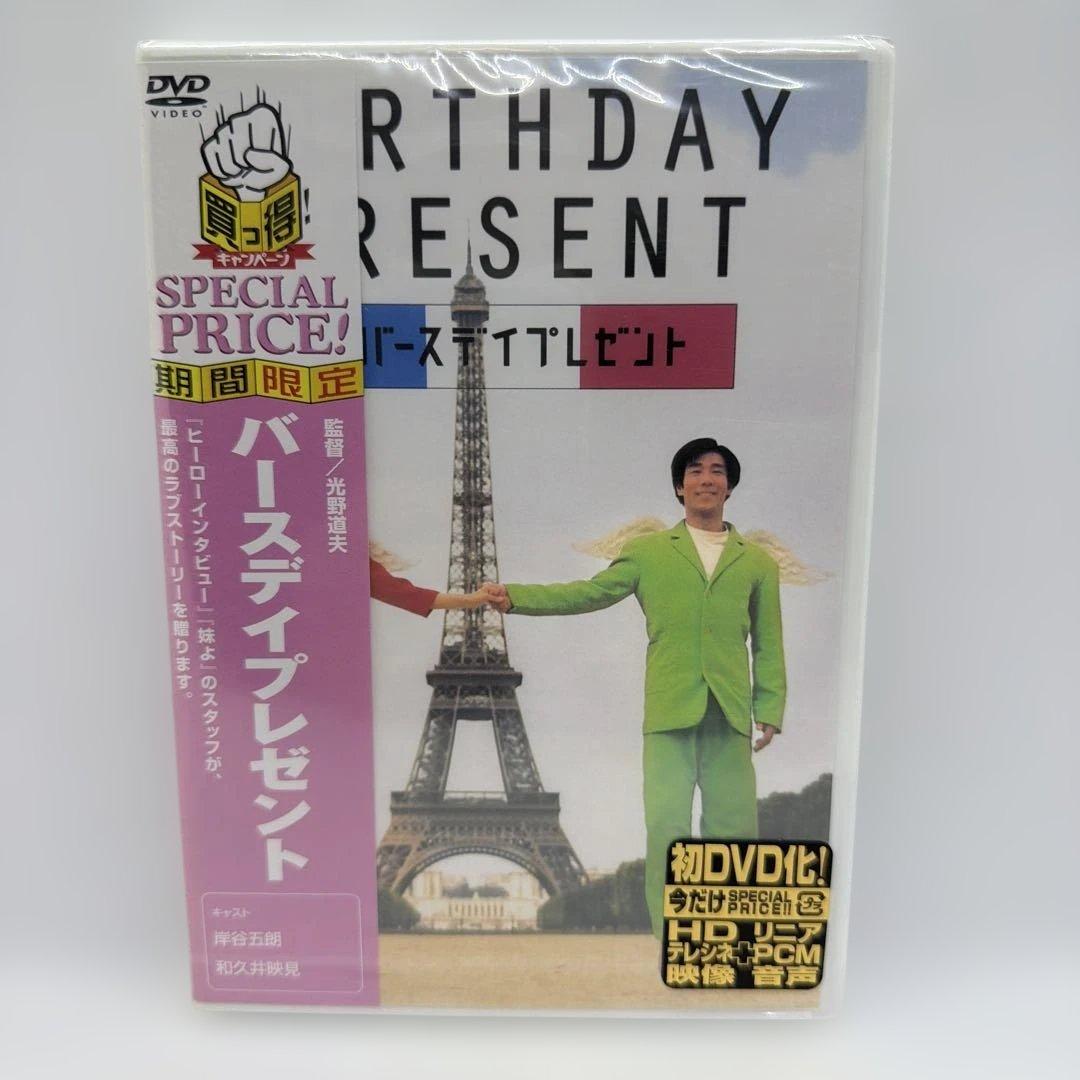 DVD
VIDEO
買っ得!
キャンペーン
SPECIAL
PRICE!
期間限定
監督/光野道夫
バースデイプレゼント
『ヒーローインタビュー』『妹よ』のスタッフが、
最高のラブストーリーを贈ります。
キャスト
岸谷五朗
和久井映見
IRTHDAY
RESENT
バースデイプレゼント
初DVD化!
今だけ SPECIAL PRICE!! プラ
HD リニア
テレシネ+PCM
映像 音声